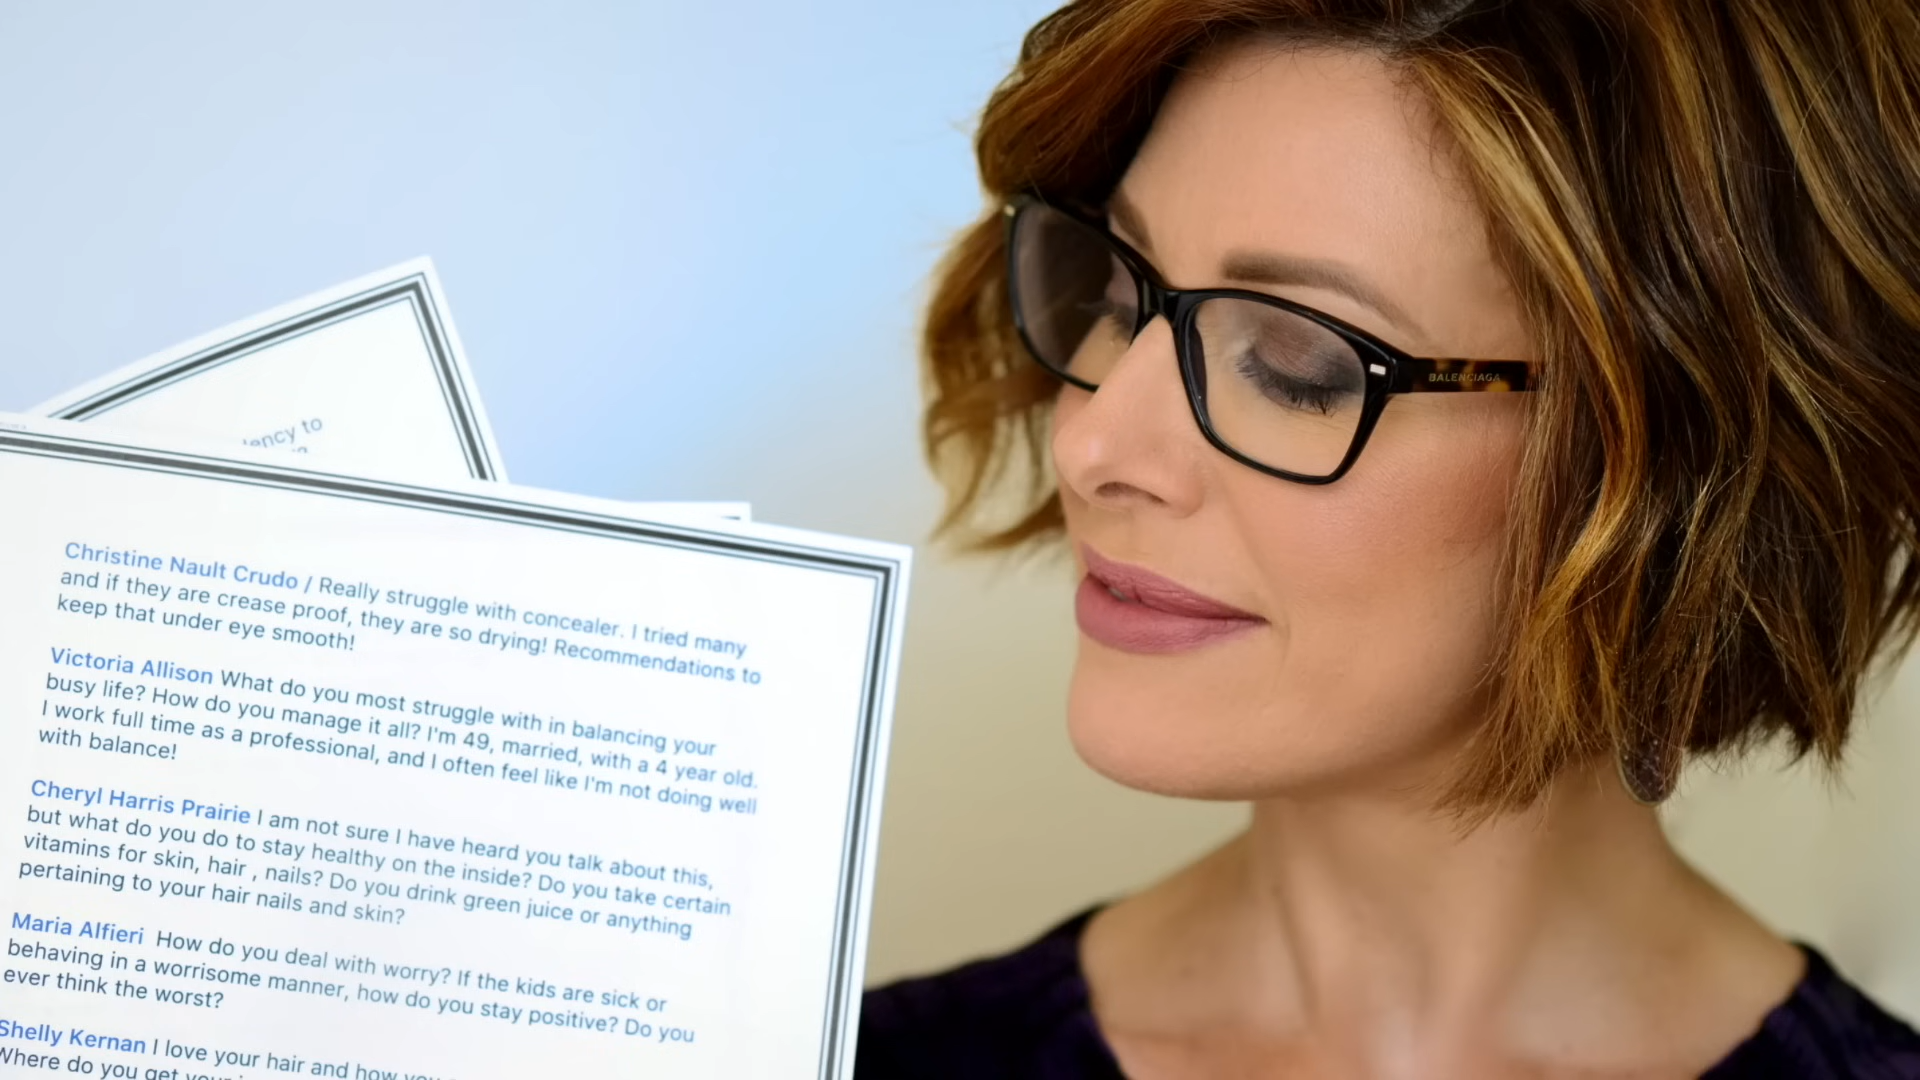 ency to
Christine Nault Crudo / Really struggle with concealer. I tried many
and if they are crease proof, they are so drying! Recommendations to
keep that under eye smooth!
Victoria Allison What do you most struggle with in balancing your
busy life? How do you manage it all? I'm 49, married, with a 4 year old.
I work full time as a professional, and I often feel like I'm not doing well
with balance!
Cheryl Harris Prairie I am not sure I have heard you talk about this,
but what do you do to stay healthy on the inside? Do you take certain
vitamins for skin, hair , nails? Do you drink green juice or anything
pertaining to your hair nails and skin?
Maria Alfieri How do you deal with worry? If the kids are sick or
behaving in a worrisome manner, how do you stay positive? Do you
ever think the worst?
Shelly Kernan I love your hair and how you
Where do you get your
BALENCIAGA